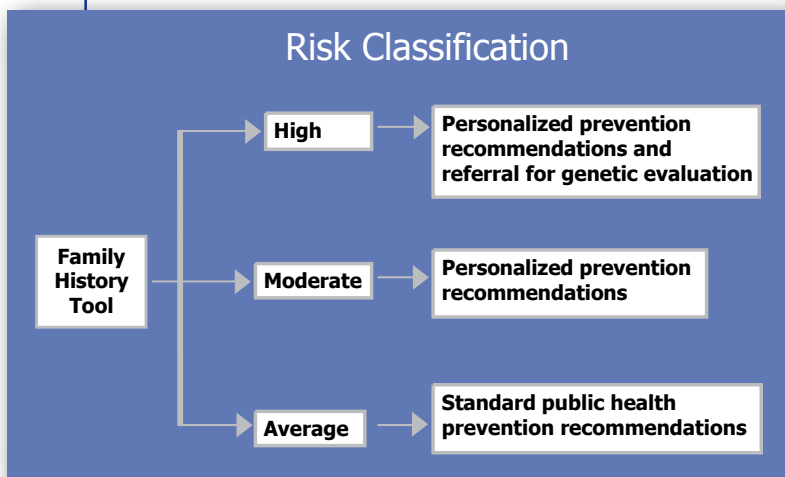 Risk Classification
High
Personalized prevention
recommendations and
referral for genetic evaluation
Family
History
Tool
Moderate
Personalized prevention
recommendations
Average
Standard public health
prevention recommendations